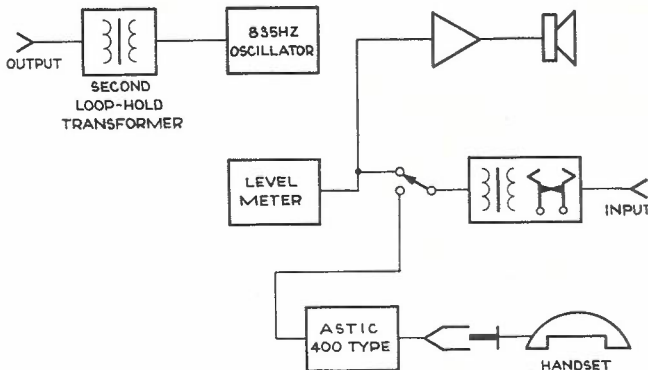 OUTPUT
SECOND
LOOP-HOLD
TRANSFORMER
835HZ
OSCILLATOR
LEVEL
METER
INPUT
ASTIC
400 TYPE
HANDSET